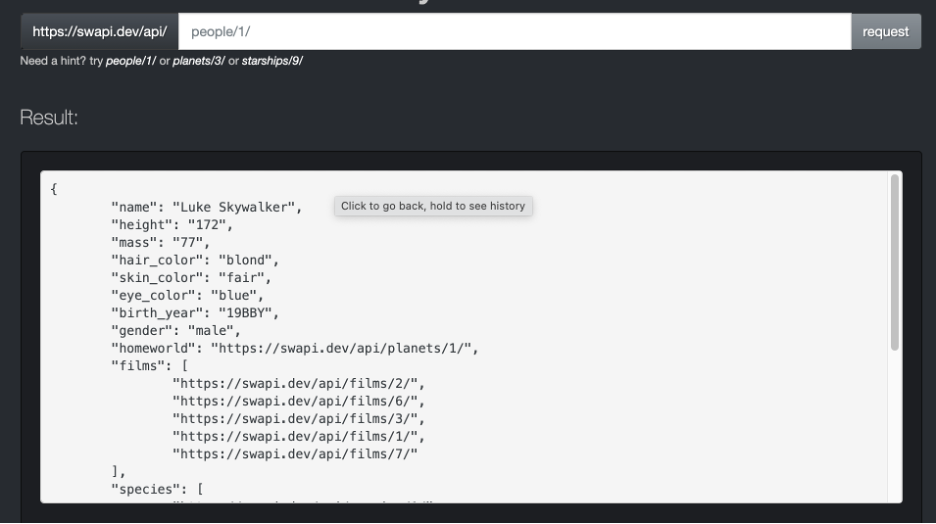 https://swapi.dev/api/ people/1/ request
Need a hint? try people/1/ or planets/3/ or starships/9/
Result:
{
"name": "Luke Skywalker",
Click to go back, hold to see history
"height": "172",
"mass": "77",
"hair_color": "blond",
"skin_color": "fair",
"eye_color": "blue",
"birth_year": "19BBY",
"gender": "male",
"homeworld": "https://swapi.dev/api/planets/1/",
"films": [
"https://swapi.dev/api/films/2/",
"https://swapi.dev/api/films/6/",
"https://swapi.dev/api/films/3/",
"https://swapi.dev/api/films/1/",
"https://swapi.dev/api/films/7/"
],
"species": [